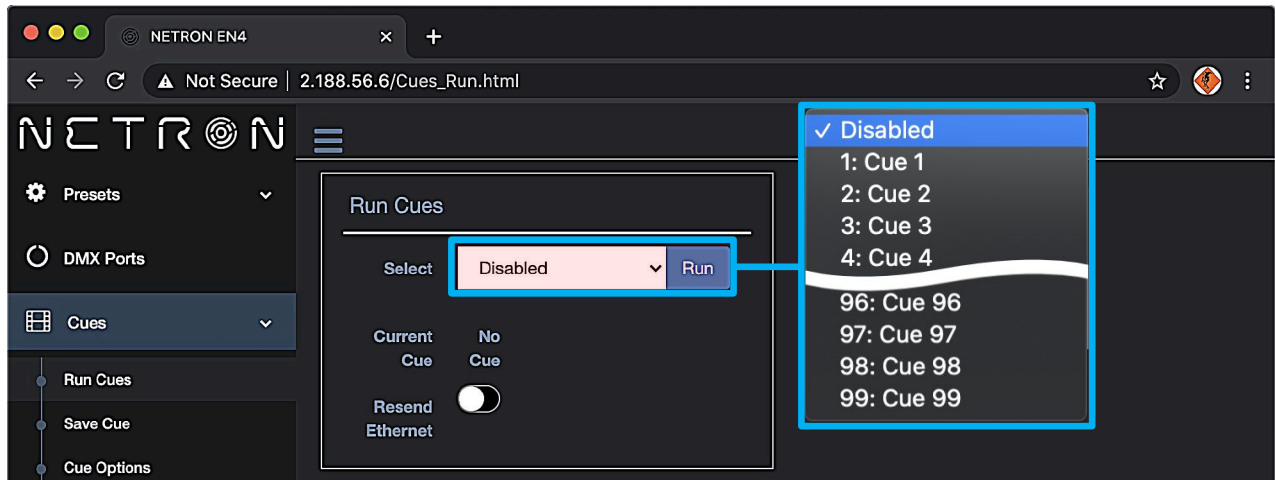 NETRON EN4
Not Secure | 2.188.56.6/Cues_Run.html
NETRON
Presets
DMX Ports
Cues
Run Cues
Save Cue
Cue Options
Run Cues
Select
Disabled
Run
Current
Cue
No
Cue
Resend
Ethernet
Disabled
1: Cue 1
2: Cue 2
3: Cue 3
4: Cue 4
96: Cue 96
97: Cue 97
98: Cue 98
99: Cue 99